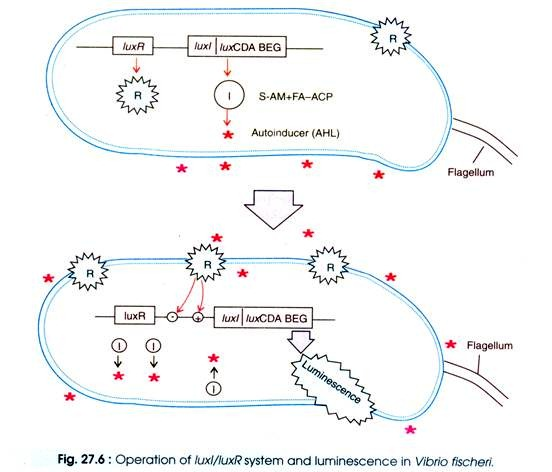 R
luxR
luxI luxCDA BEG
R
I
S-AM+FA–ACP
Autoinducer (AHL)
Flagellum
R
R
R
luxR
-
+
luxI luxCDA BEG
I
I
I
Luminescence
Flagellum
Fig. 27.6 : Operation of luxI/luxR system and luminescence in Vibrio fischeri.